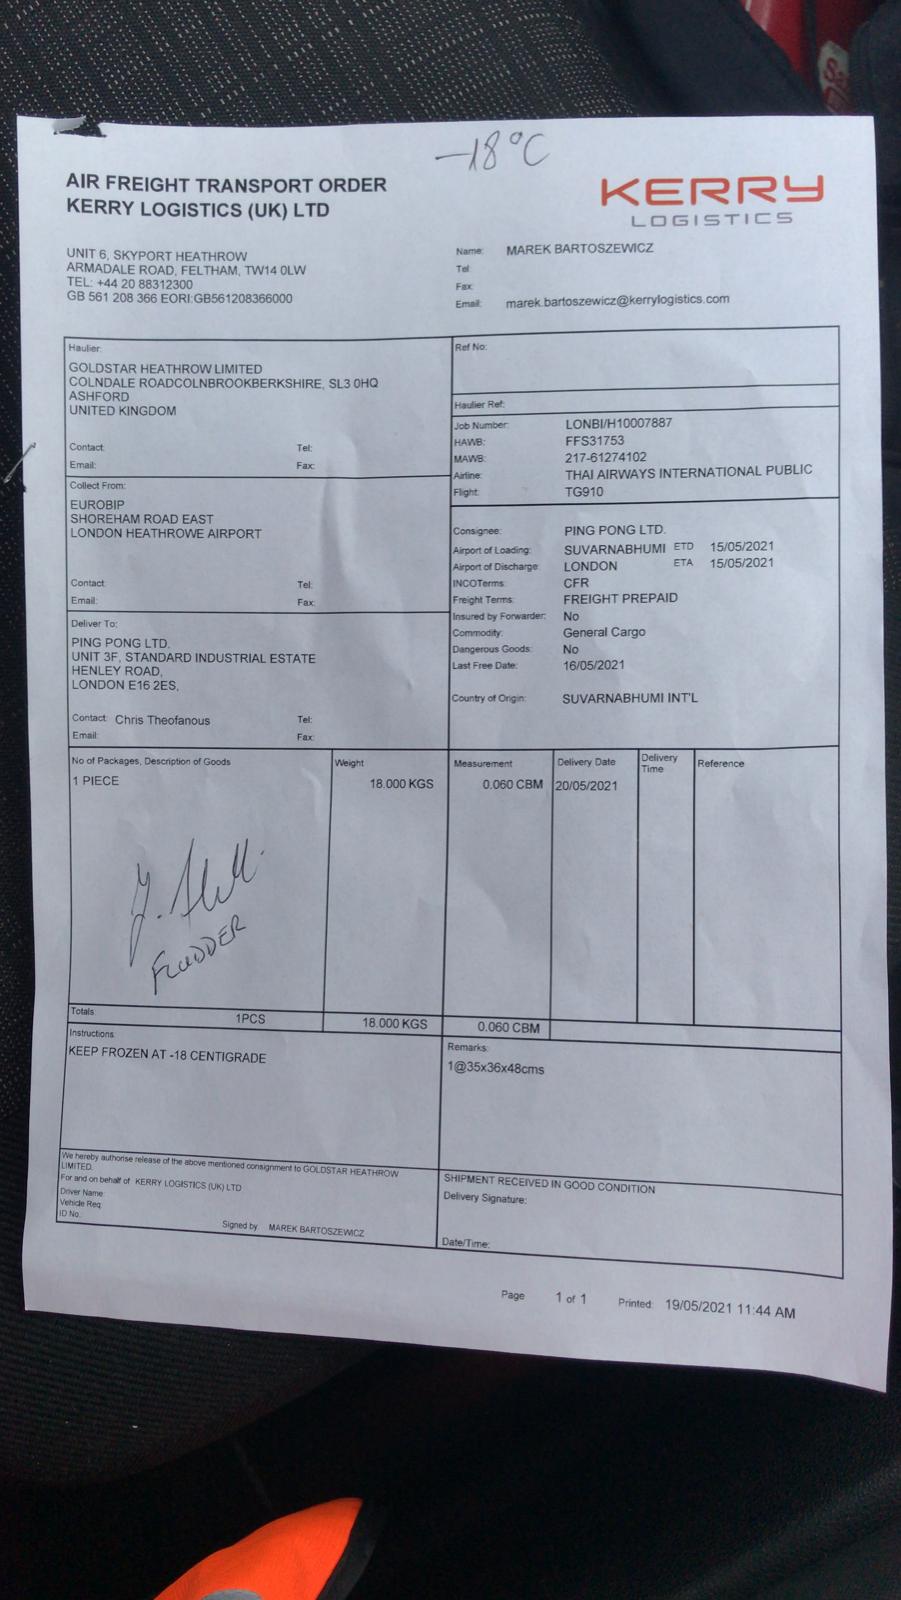 -18°C
AIR FREIGHT TRANSPORT ORDER
KERRY LOGISTICS (UK) LTD
KERRY
LOGISTICS
UNIT 6, SKYPORT HEATHROW
ARMADALE ROAD, FELTHAM, TW14 0LW
TEL: +44 20 88312300
GB 561 208 366 EORI:GB561208366000
Name: MAREK BARTOSZEWICZ
Tel:
Fax:
Email: marek.bartoszewicz@kerrylogistics.com
Haulier:
GOLDSTAR HEATHROW LIMITED
COLNDALE ROADCOLNBROOKBERKSHIRE, SL3 0HQ
ASHFORD
UNITED KINGDOM
Contact: Tel:
Email: Fax:
Ref No:
Haulier Ref:
Job Number: LONBI/H10007887
HAWB: FFS31753
MAWB: 217-61274102
Airline: THAI AIRWAYS INTERNATIONAL PUBLIC
Flight: TG910
Collect From:
EUROBIP
SHOREHAM ROAD EAST
LONDON HEATHROWE AIRPORT
Contact: Tel:
Email: Fax:
Deliver To:
PING PONG LTD.
UNIT 3F, STANDARD INDUSTRIAL ESTATE
HENLEY ROAD,
LONDON E16 2ES,
Contact: Chris Theofanous Tel:
Email: Fax:
Consignee: PING PONG LTD.
Airport of Loading: SUVARNABHUMI ETD 15/05/2021
Airport of Discharge: LONDON ETA 15/05/2021
INCOTerms: CFR
Freight Terms: FREIGHT PREPAID
Insured by Forwarder: No
Commodity: General Cargo
Dangerous Goods: No
Last Free Date: 16/05/2021
Country of Origin: SUVARNABHUMI INT'L
No of Packages, Description of Goods Weight Measurement Delivery Date Delivery Time Reference
1 PIECE 18.000 KGS 0.060 CBM 20/05/2021
FLUDDER
Totals: 1PCS 18.000 KGS 0.060 CBM
Instructions:
KEEP FROZEN AT -18 CENTIGRADE
Remarks:
1@35x36x48cms
We hereby authorise release of the above mentioned consignment to GOLDSTAR HEATHROW
LIMITED.
For and on behalf of KERRY LOGISTICS (UK) LTD
Driver Name:
Vehicle Req:
ID No.:
Signed by MAREK BARTOSZEWICZ
SHIPMENT RECEIVED IN GOOD CONDITION
Delivery Signature:
Date/Time:
Page 1 of 1 Printed: 19/05/2021 11:44 AM